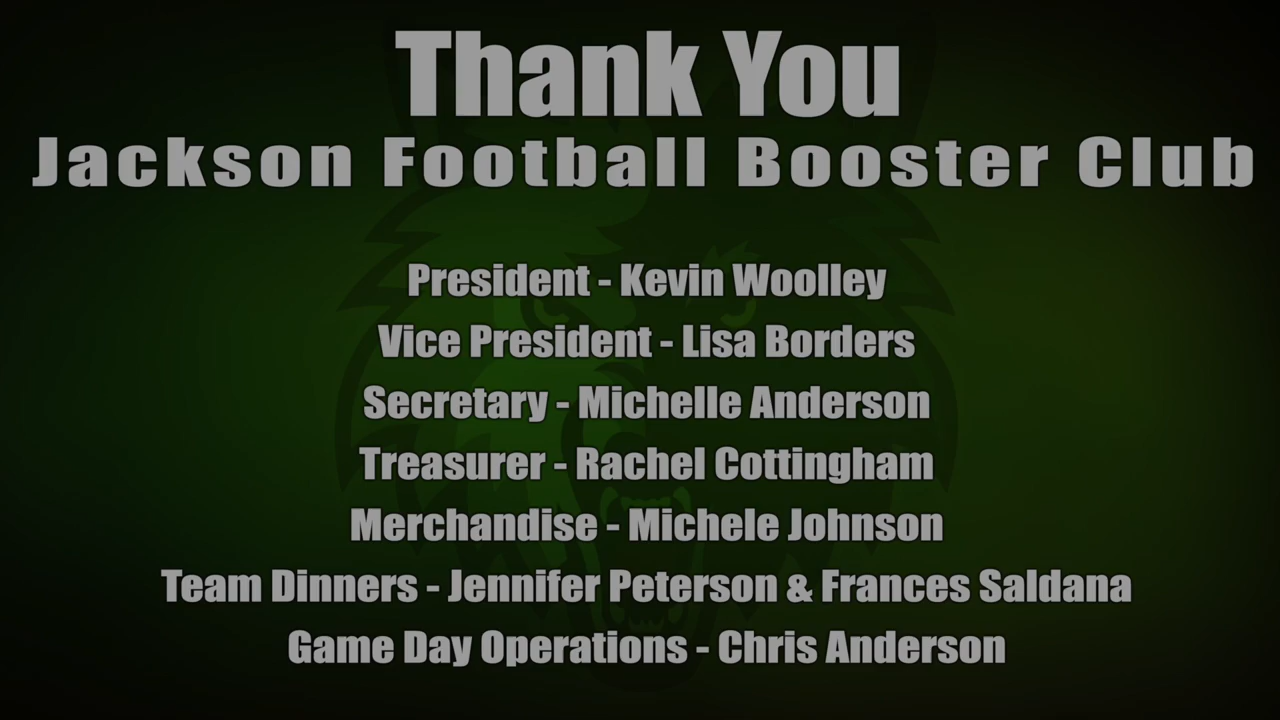 Thank You
Jackson Football Booster Club
President - Kevin Woolley
Vice President - Lisa Borders
Secretary - Michelle Anderson
Treasurer - Rachel Cottingham
Merchandise - Michele Johnson
Team Dinners - Jennifer Peterson & Frances Saldana
Game Day Operations - Chris Anderson